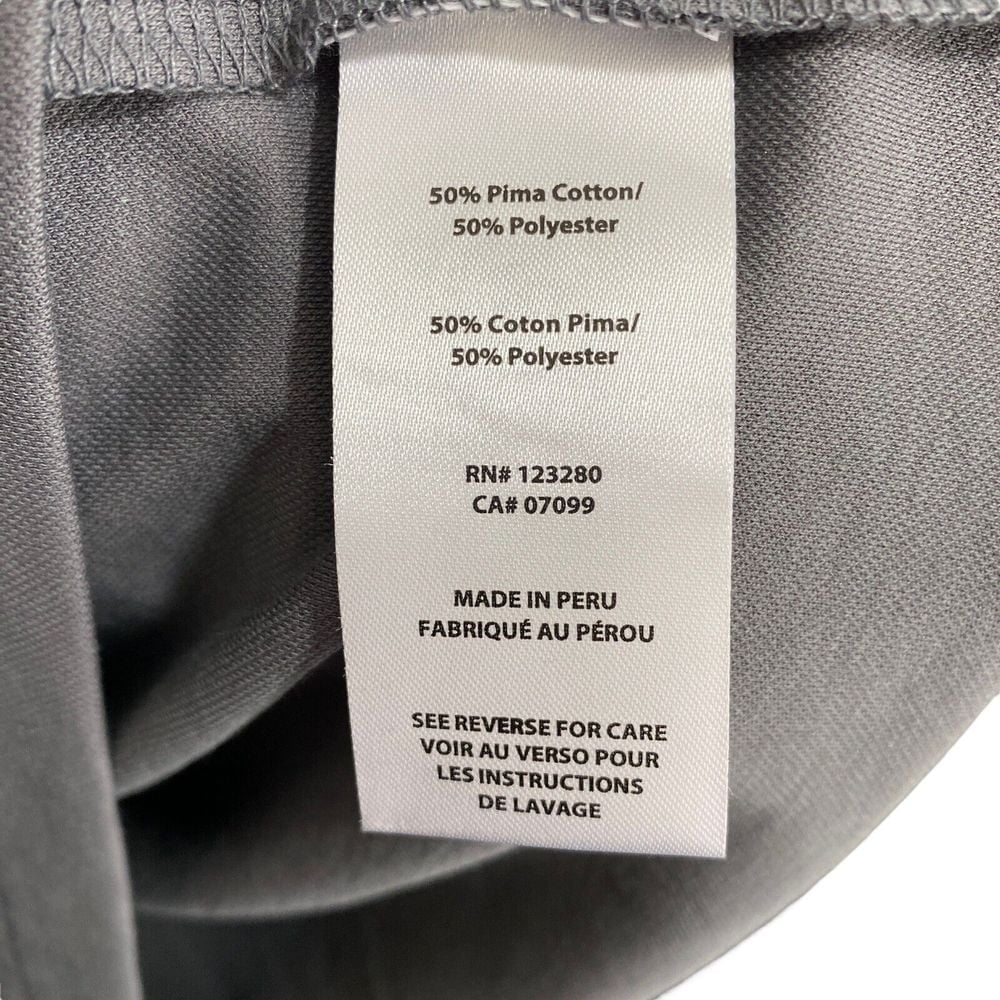 50% Pima Cotton/
50% Polyester
50% Coton Pima/
50% Polyester
RN# 123280
CA# 07099
MADE IN PERU
FABRIQUÉ AU PÉROU
SEE REVERSE FOR CARE
VOIR AU VERSO POUR
LES INSTRUCTIONS
DE LAVAGE